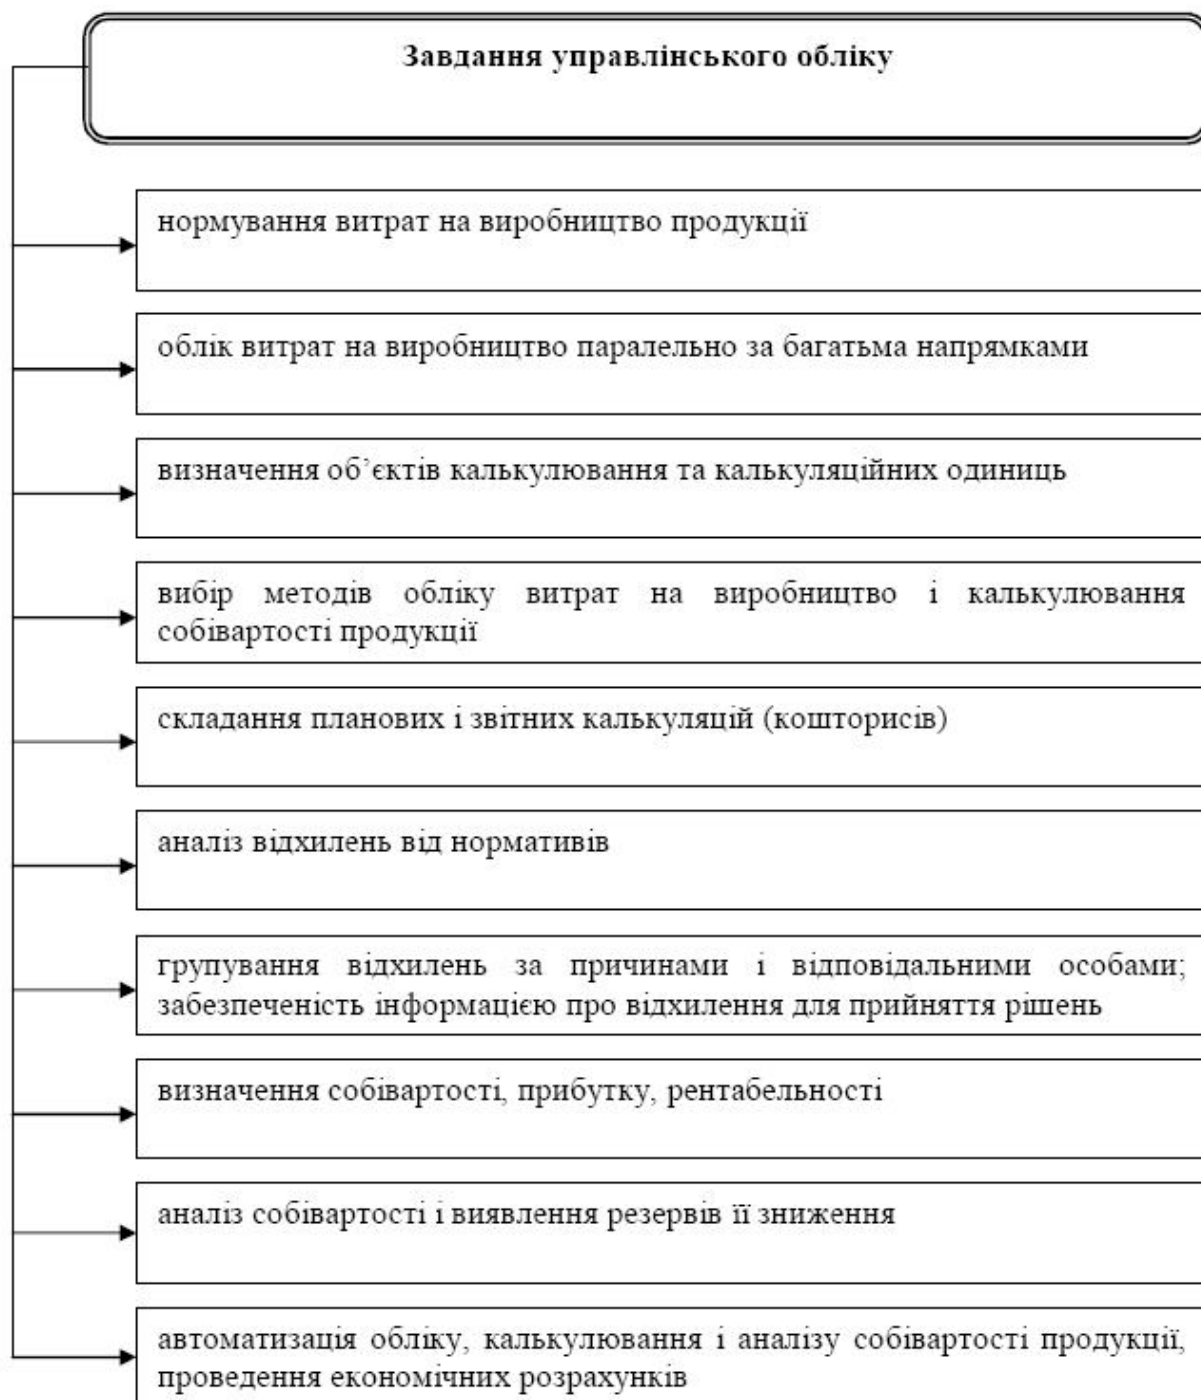 Завдання управлінського обліку
нормування витрат на виробництво продукції
облік витрат на виробництво паралельно за багатьма напрямками
визначення об’єктів калькулювання та калькуляційних одиниць
вибір методів обліку витрат на виробництво і калькулювання
собівартості продукції
складання планових і звітних калькуляцій (кошторисів)
аналіз відхилень від нормативів
групування відхилень за причинами і відповідальними особами;
забезпеченість інформацією про відхилення для прийняття рішень
визначення собівартості, прибутку, рентабельності
аналіз собівартості і виявлення резервів її зниження
автоматизація обліку, калькулювання і аналізу собівартості продукції,
проведення економічних розрахунків